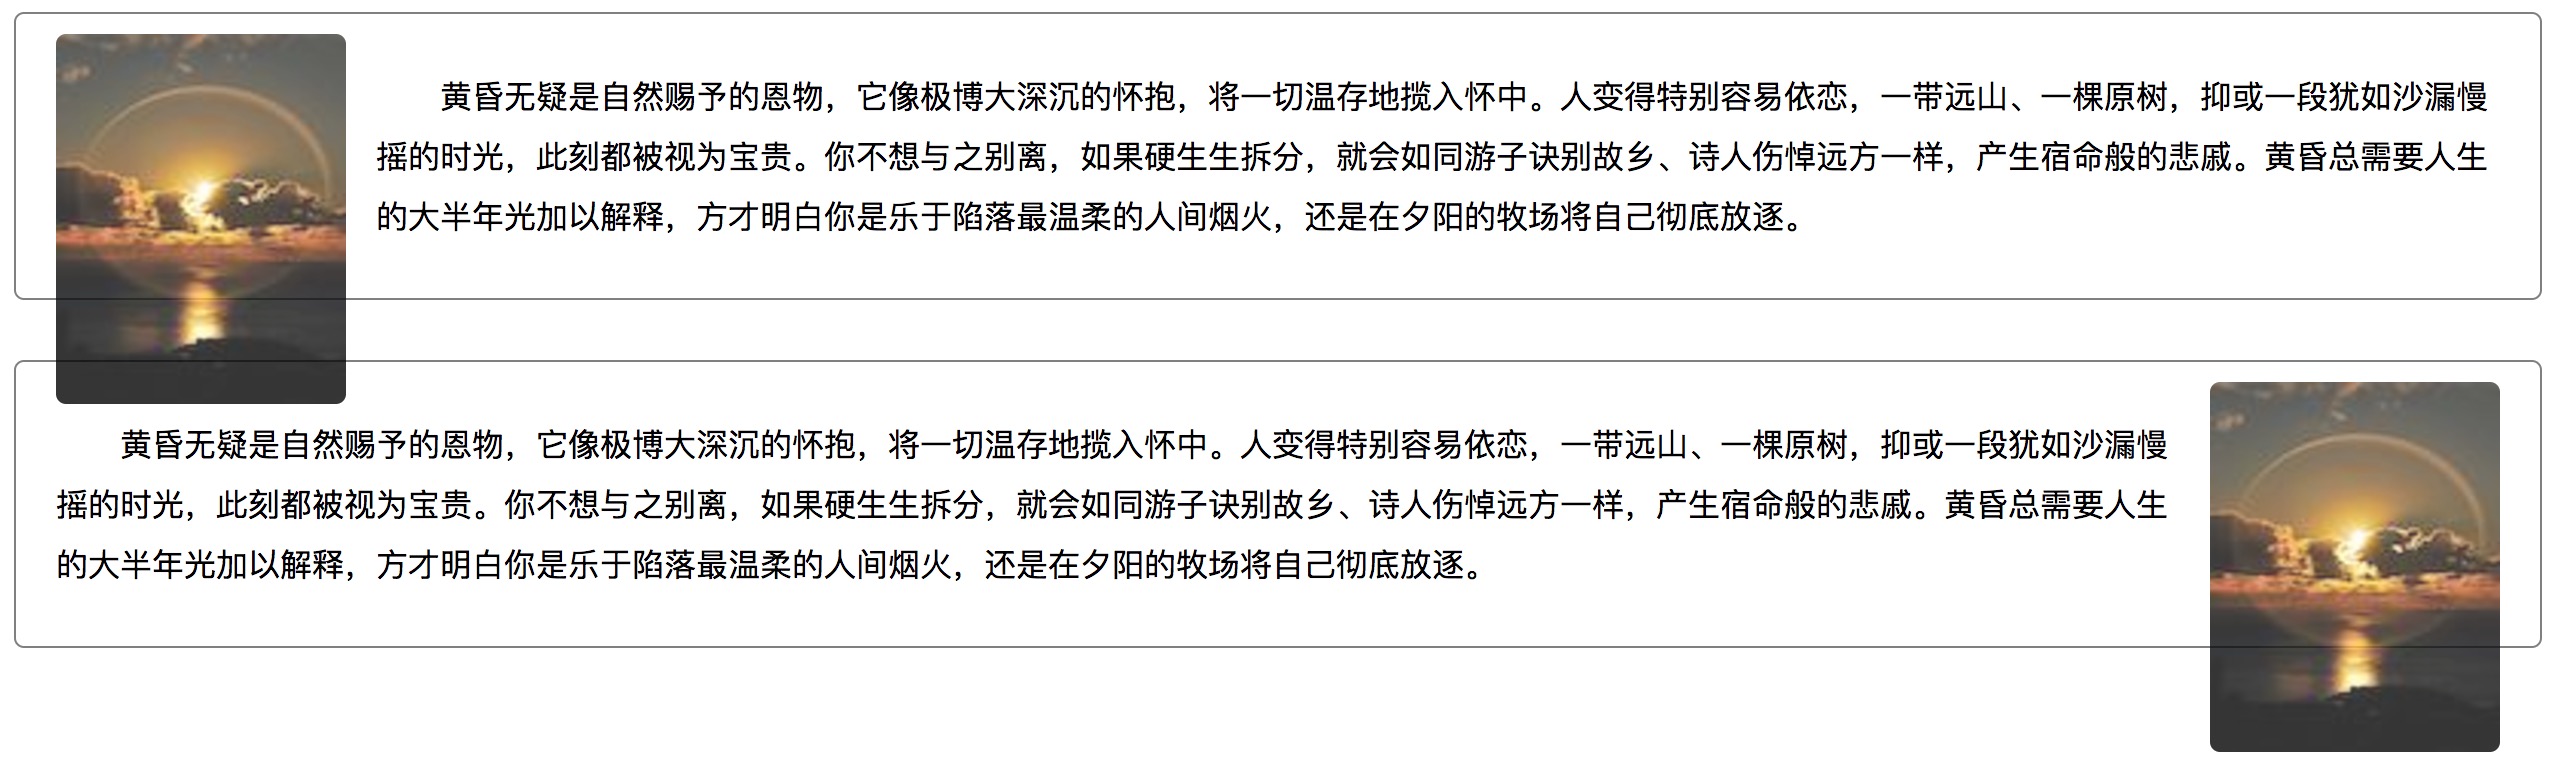 黄昏无疑是自然赐予的恩物，它像极博大深沉的怀抱，将一切温存地揽入怀中。人变得特别容易依恋，一带远山、一棵原树，抑或一段犹如沙漏慢
摇的时光，此刻都被视为宝贵。你不想与之别离，如果硬生生拆分，就会如同游子诀别故乡、诗人伤悼远方一样，产生宿命般的悲戚。黄昏总需要人生
的大半年光加以解释，方才明白你是乐于陷落最温柔的人间烟火，还是在夕阳的牧场将自己彻底放逐。
黄昏无疑是自然赐予的恩物，它像极博大深沉的怀抱，将一切温存地揽入怀中。人变得特别容易依恋，一带远山、一棵原树，抑或一段犹如沙漏慢
摇的时光，此刻都被视为宝贵。你不想与之别离，如果硬生生拆分，就会如同游子诀别故乡、诗人伤悼远方一样，产生宿命般的悲戚。黄昏总需要人生
的大半年光加以解释，方才明白你是乐于陷落最温柔的人间烟火，还是在夕阳的牧场将自己彻底放逐。